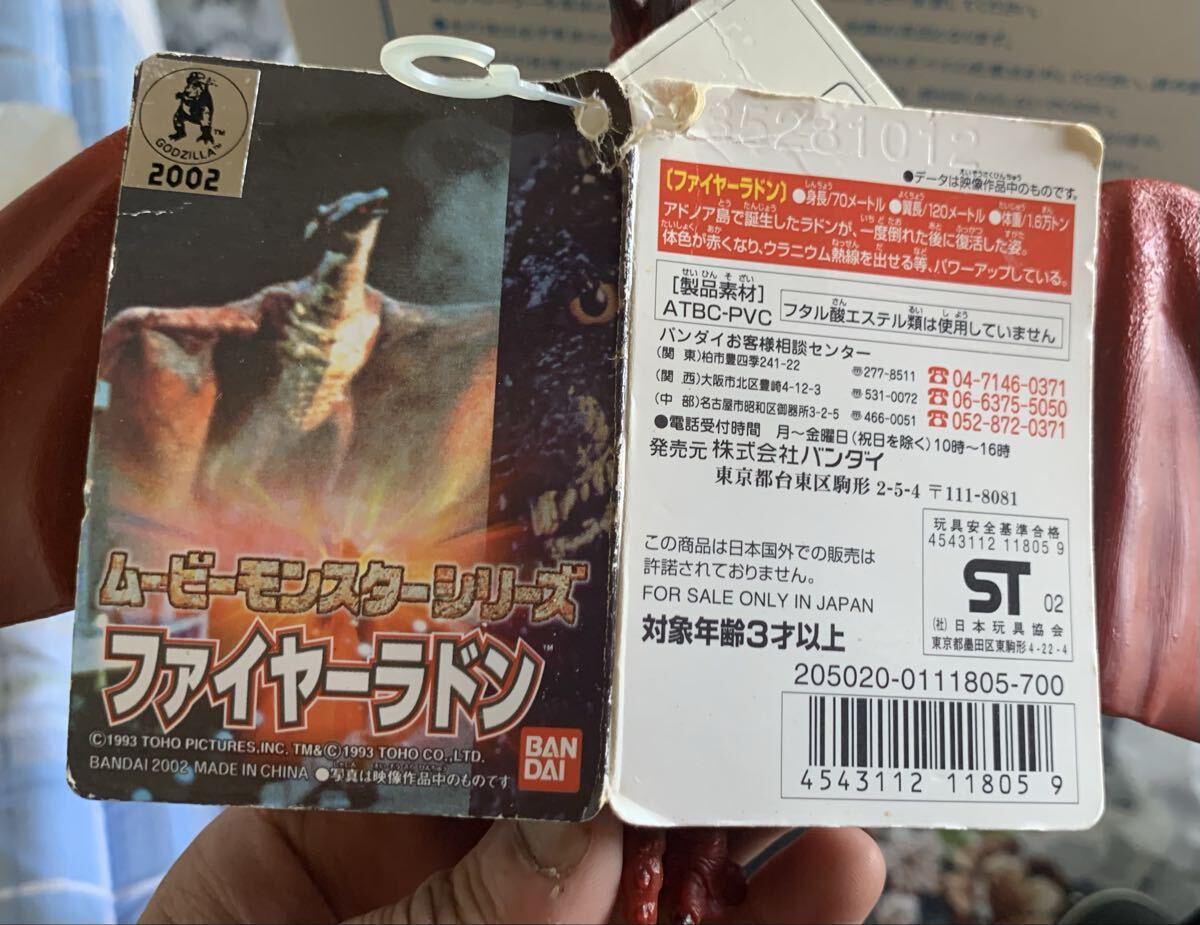 GODZILLA™
2002
ムービーモンスターシリーズ
ファイヤーラドン™
©1993 TOHO PICTURES.INC. TM&©1993 TOHO CO.,LTD.
BANDAI 2002 MADE IN CHINA ●写真は映像作品中のものです
BAN
DAI
35281012
●データは映像作品中のものです。
〔ファイヤーラドン〕●身長/70メートル ●翼長/120メートル ●体重/1.6万トン
アドノア島で誕生したラドンが、一度倒れた後に復活した姿。
体色が赤くなり、ウラニウム熱線を出せる等、パワーアップしている。
[製品素材]
ATBC-PVC
フタル酸エステル類は使用していません
バンダイお客様相談センター
(関 東)柏市豊四季241-22 〠277-8511 ☎04-7146-0371
(関 西)大阪市北区豊崎4-12-3 〠531-0072 ☎06-6375-5050
(中 部)名古屋市昭和区御器所3-2-5 〠466-0051 ☎052-872-0371
●電話受付時間 月〜金曜日(祝日を除く)10時〜16時
発売元 株式会社バンダイ
東京都台東区駒形 2-5-4 〒111-8081
この商品は日本国外での販売は
許諾されておりません。
FOR SALE ONLY IN JAPAN
対象年齢3才以上
玩具安全基準合格
4543112 11805 9
ST 02
(社)日本玩具協会
東京都墨田区東駒形4-22-4
205020-0111805-700
4543112 118059